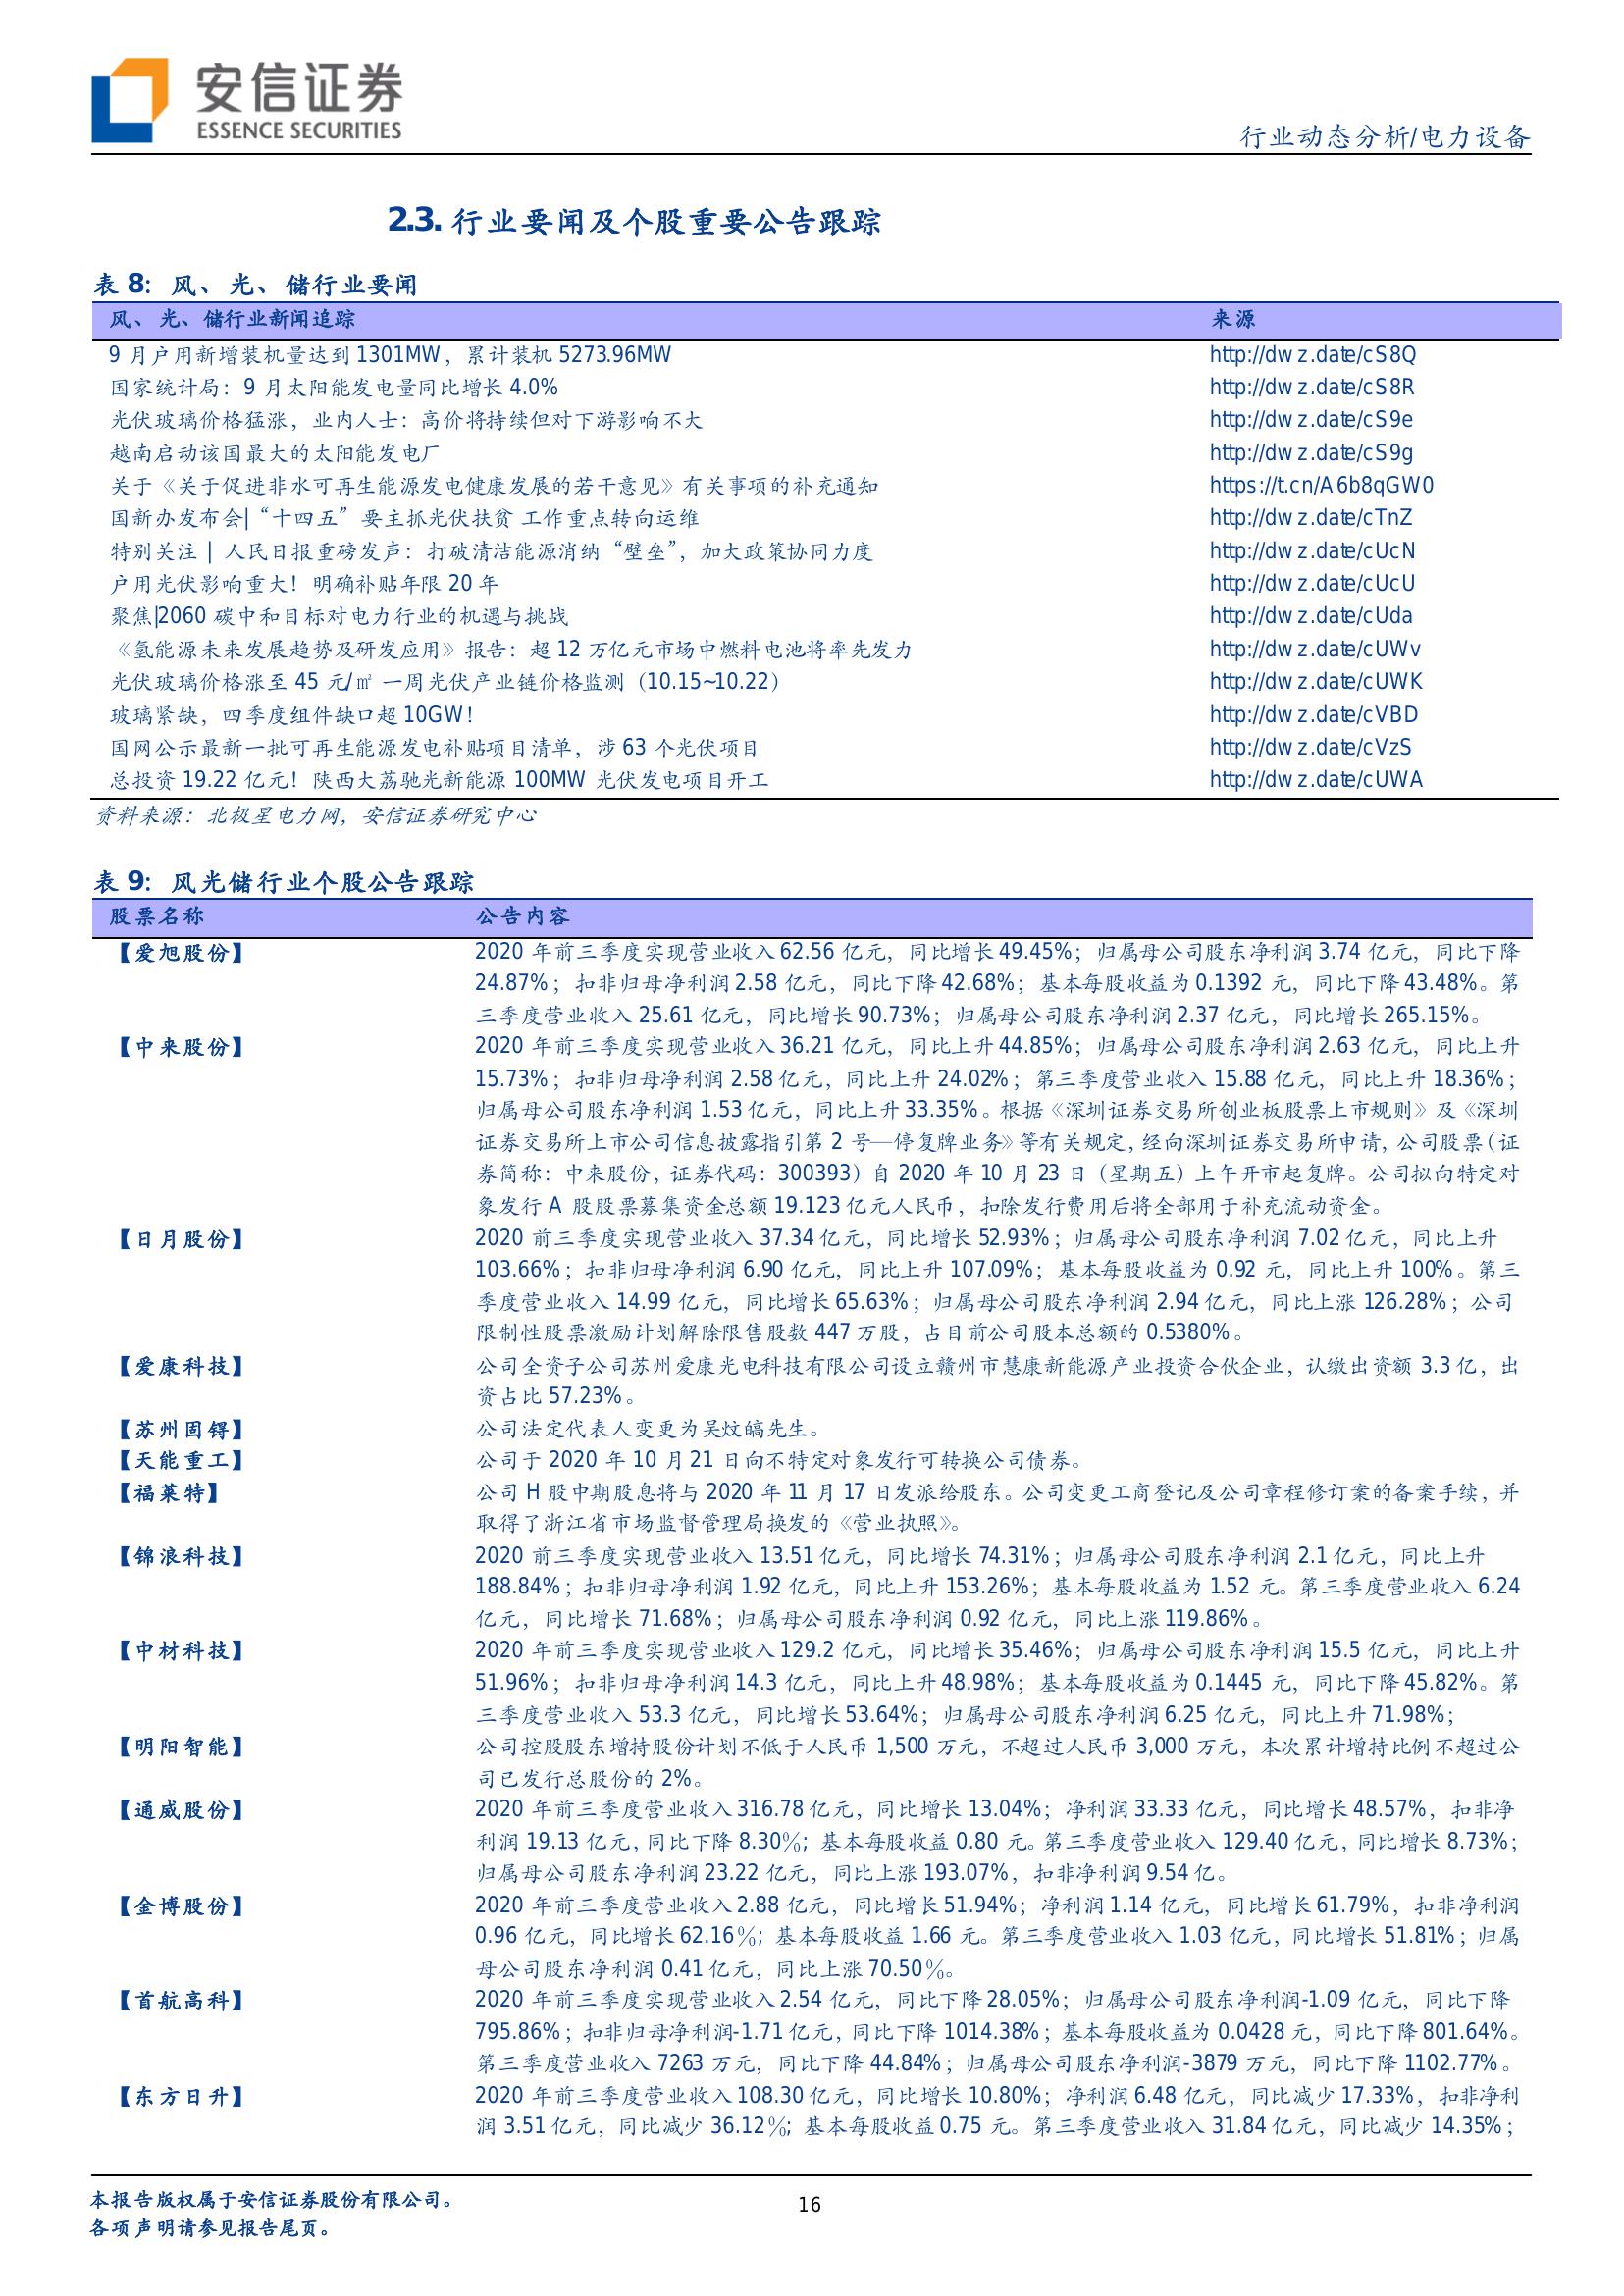 安信证券
ESSENCE SECURITIES
行业动态分析/电力设备
2.3. 行业要闻及个股重要公告跟踪
表 8：风、光、储行业要闻
风、光、储行业新闻追踪 来源
9 月户用新增装机量达到 1301MW，累计装机 5273.96MW http://dwz.date/cS8Q
国家统计局：9 月太阳能发电量同比增长 4.0% http://dwz.date/cS8R
光伏玻璃价格猛涨，业内人士：高价将持续但对下游影响不大 http://dwz.date/cS9e
越南启动该国最大的太阳能发电厂 http://dwz.date/cS9g
关于《关于促进非水可再生能源发电健康发展的若干意见》有关事项的补充通知 https://t.cn/A6b8qGW0
国新办发布会|“十四五”要主抓光伏扶贫 工作重点转向运维 http://dwz.date/cTnZ
特别关注 | 人民日报重磅发声：打破清洁能源消纳“壁垒”，加大政策协同力度 http://dwz.date/cUcN
户用光伏影响重大！明确补贴年限 20 年 http://dwz.date/cUcU
聚焦|2060 碳中和目标对电力行业的机遇与挑战 http://dwz.date/cUda
《氢能源未来发展趋势及研发应用》报告：超 12 万亿元市场中燃料电池将率先发力 http://dwz.date/cUWv
光伏玻璃价格涨至 45 元/㎡ 一周光伏产业链价格监测（10.15~10.22） http://dwz.date/cUWK
玻璃紧缺，四季度组件缺口超 10GW！ http://dwz.date/cVBD
国网公示最新一批可再生能源发电补贴项目清单，涉 63 个光伏项目 http://dwz.date/cVzS
总投资 19.22 亿元！陕西大荔驰光新能源 100MW 光伏发电项目开工 http://dwz.date/cUWA
资料来源：北极星电力网，安信证券研究中心
表 9：风光储行业个股公告跟踪
股票名称 公告内容
【爱旭股份】 2020 年前三季度实现营业收入 62.56 亿元，同比增长 49.45%；归属母公司股东净利润 3.74 亿元，同比下降
24.87%；扣非归母净利润 2.58 亿元，同比下降 42.68%；基本每股收益为 0.1392 元，同比下降 43.48%。第
三季度营业收入 25.61 亿元，同比增长 90.73%；归属母公司股东净利润 2.37 亿元，同比增长 265.15%。
【中来股份】 2020 年前三季度实现营业收入 36.21 亿元，同比上升 44.85%；归属母公司股东净利润 2.63 亿元，同比上升
15.73%；扣非归母净利润 2.58 亿元，同比上升 24.02%；第三季度营业收入 15.88 亿元，同比上升 18.36%；
归属母公司股东净利润 1.53 亿元，同比上升 33.35%。根据《深圳证券交易所创业板股票上市规则》及《深圳
证券交易所上市公司信息披露指引第 2 号—停复牌业务》等有关规定，经向深圳证券交易所申请，公司股票（证
券简称：中来股份，证券代码：300393）自 2020 年 10 月 23 日（星期五）上午开市起复牌。公司拟向特定对
象发行 A 股股票募集资金总额 19.123 亿元人民币，扣除发行费用后将全部用于补充流动资金。
【日月股份】 2020 前三季度实现营业收入 37.34 亿元，同比增长 52.93%；归属母公司股东净利润 7.02 亿元，同比上升
103.66%；扣非归母净利润 6.90 亿元，同比上升 107.09%；基本每股收益为 0.92 元，同比上升 100%。第三
季度营业收入 14.99 亿元，同比增长 65.63%；归属母公司股东净利润 2.94 亿元，同比上涨 126.28%；公司
限制性股票激励计划解除限售股数 447 万股，占目前公司股本总额的 0.5380%。
【爱康科技】 公司全资子公司苏州爱康光电科技有限公司设立赣州市慧康新能源产业投资合伙企业，认缴出资额 3.3 亿，出
资占比 57.23%。
【苏州固锝】 公司法定代表人变更为吴炆皜先生。
【天能重工】 公司于 2020 年 10 月 21 日向不特定对象发行可转换公司债券。
【福莱特】 公司 H 股中期股息将与 2020 年 11 月 17 日发派给股东。公司变更工商登记及公司章程修订案的备案手续，并
取得了浙江省市场监督管理局换发的《营业执照》。
【锦浪科技】 2020 前三季度实现营业收入 13.51 亿元，同比增长 74.31%；归属母公司股东净利润 2.1 亿元，同比上升
188.84%；扣非归母净利润 1.92 亿元，同比上升 153.26%；基本每股收益为 1.52 元。第三季度营业收入 6.24
亿元，同比增长 71.68%；归属母公司股东净利润 0.92 亿元，同比上涨 119.86%。
【中材科技】 2020 年前三季度实现营业收入 129.2 亿元，同比增长 35.46%；归属母公司股东净利润 15.5 亿元，同比上升
51.96%；扣非归母净利润 14.3 亿元，同比上升 48.98%；基本每股收益为 0.1445 元，同比下降 45.82%。第
三季度营业收入 53.3 亿元，同比增长 53.64%；归属母公司股东净利润 6.25 亿元，同比上升 71.98%；
【明阳智能】 公司控股股东增持股份计划不低于人民币 1,500 万元，不超过人民币 3,000 万元，本次累计增持比例不超过公
司已发行总股份的 2%。
【通威股份】 2020 年前三季度营业收入 316.78 亿元，同比增长 13.04%；净利润 33.33 亿元，同比增长 48.57%，扣非净
利润 19.13 亿元，同比下降 8.30％；基本每股收益 0.80 元。第三季度营业收入 129.40 亿元，同比增长 8.73%；
归属母公司股东净利润 23.22 亿元，同比上涨 193.07%，扣非净利润 9.54 亿。
【金博股份】 2020 年前三季度营业收入 2.88 亿元，同比增长 51.94%；净利润 1.14 亿元，同比增长 61.79%，扣非净利润
0.96 亿元，同比增长 62.16％；基本每股收益 1.66 元。第三季度营业收入 1.03 亿元，同比增长 51.81%；归属
母公司股东净利润 0.41 亿元，同比上涨 70.50％。
【首航高科】 2020 年前三季度实现营业收入 2.54 亿元，同比下降 28.05%；归属母公司股东净利润-1.09 亿元，同比下降
795.86%；扣非归母净利润-1.71 亿元，同比下降 1014.38%；基本每股收益为 0.0428 元，同比下降 801.64%。
第三季度营业收入 7263 万元，同比下降 44.84%；归属母公司股东净利润-3879 万元，同比下降 1102.77%。
【东方日升】 2020 年前三季度营业收入 108.30 亿元，同比增长 10.80%；净利润 6.48 亿元，同比减少 17.33%，扣非净利
润 3.51 亿元，同比减少 36.12％；基本每股收益 0.75 元。第三季度营业收入 31.84 亿元，同比减少 14.35%；
本报告版权属于安信证券股份有限公司。
各项声明请参见报告尾页。
16